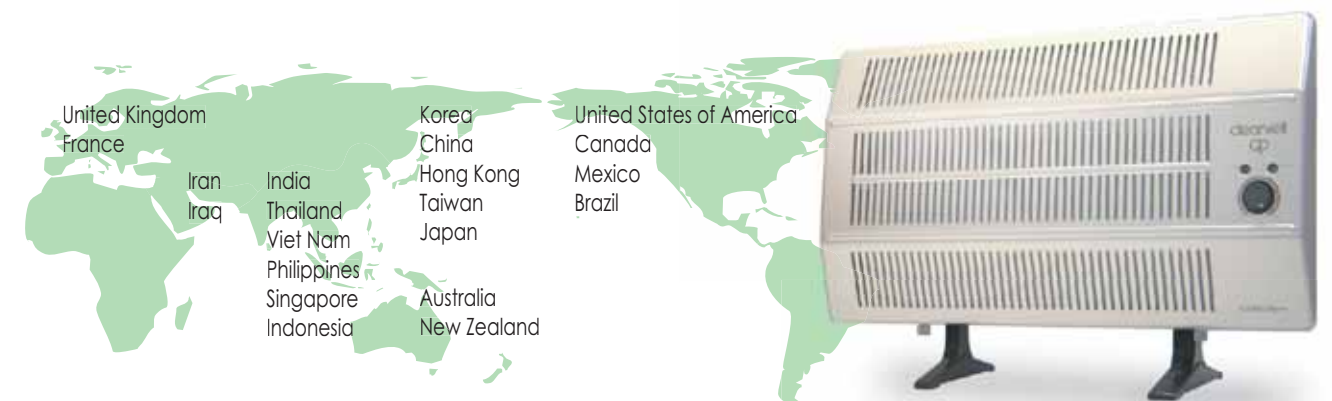 United Kingdom
France
Iran
Iraq
India
Thailand
Viet Nam
Philippines
Singapore
Indonesia
Korea
China
Hong Kong
Taiwan
Japan
Australia
New Zealand
United States of America
Canada
Mexico
Brazil